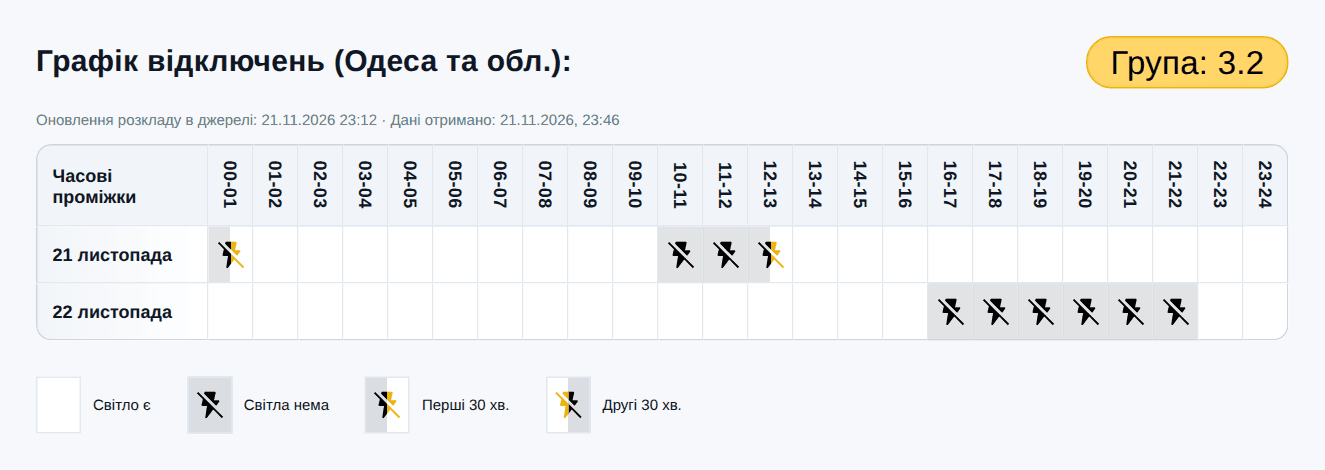 Графік відключень (Одеса та обл.):
Група: 3.2
Оновлення розкладу в джерелі: 21.11.2026 23:12 · Дані отримано: 21.11.2026, 23:46
Часові
проміжки
00-01
01-02
02-03
03-04
04-05
05-06
06-07
07-08
08-09
09-10
10-11
11-12
12-13
13-14
14-15
15-16
16-17
17-18
18-19
19-20
20-21
21-22
22-23
23-24
21 листопада
22 листопада
Світло є
Світла нема
Перші 30 хв.
Другі 30 хв.